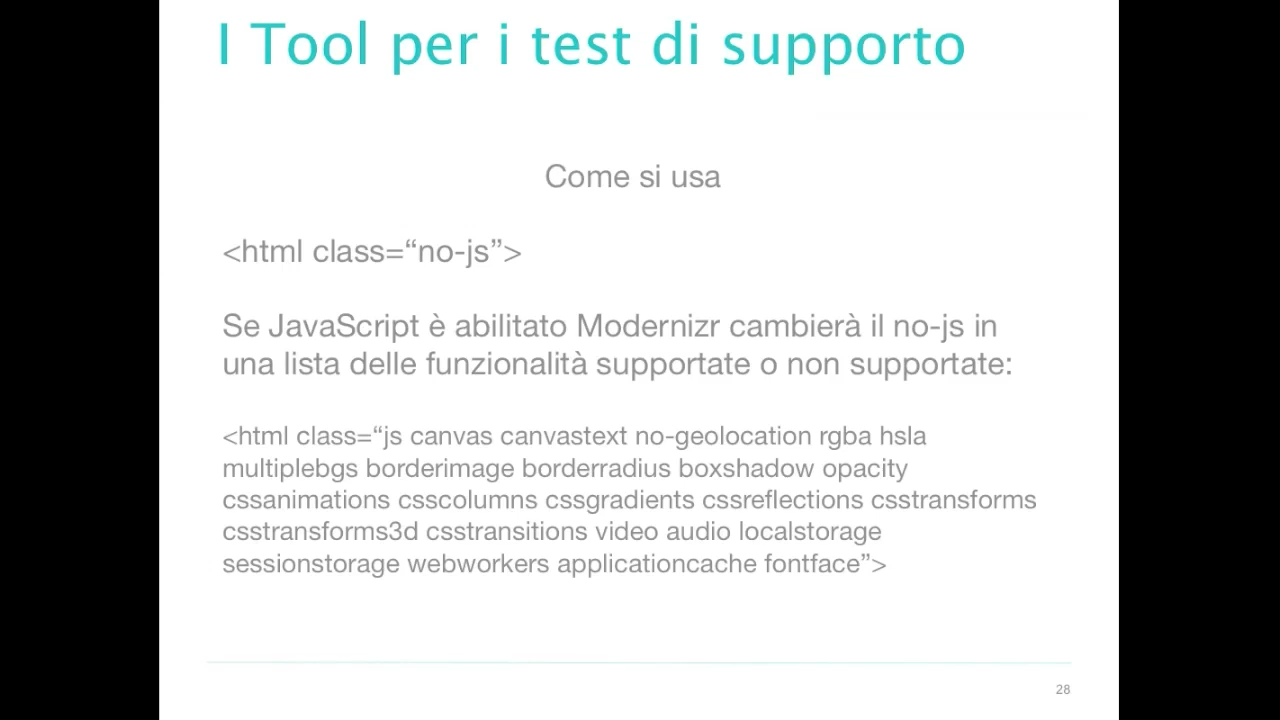 I Tool per i test di supporto
Come si usa
<html class=“no-js”>
Se JavaScript è abilitato Modernizr cambierà il no-js in
una lista delle funzionalità supportate o non supportate:
<html class=“js canvas canvastext no-geolocation rgba hsla
multiplebgs borderimage borderradius boxshadow opacity
cssanimations csscolumns cssgradients cssreflections csstransforms
csstransforms3d csstransitions video audio localstorage
sessionstorage webworkers applicationcache fontface”>
28